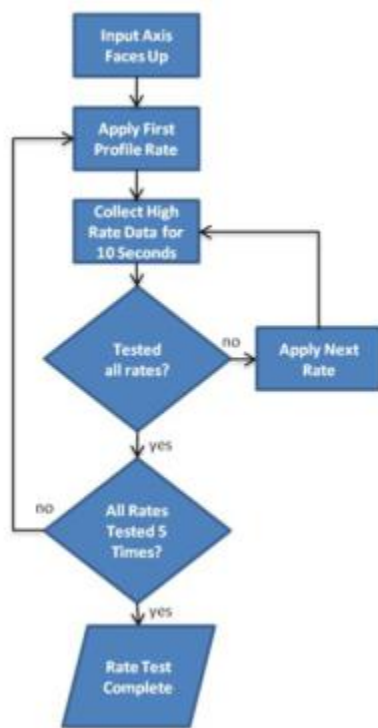 Input Axis
Faces Up
Apply First
Profile Rate
Collect High
Rate Data for
10 Seconds
Tested
all rates?
no
Apply Next
Rate
yes
no
All Rates
Tested 5
Times?
yes
Rate Test
Complete